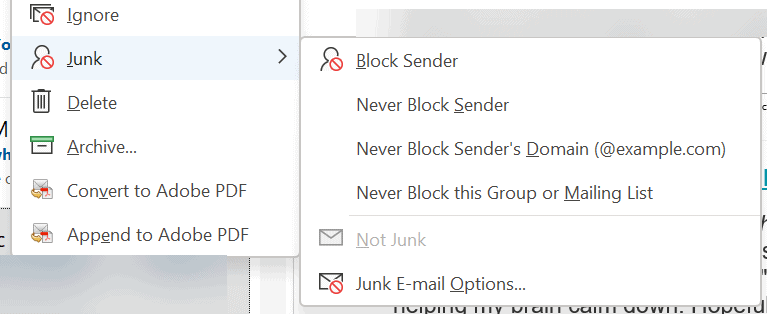 Ignore
Junk
Delete
Archive...
Convert to Adobe PDF
Append to Adobe PDF
Block Sender
Never Block Sender
Never Block Sender's Domain (@example.com)
Never Block this Group or Mailing List
Not Junk
Junk E-mail Options...
helping my brain calm down.